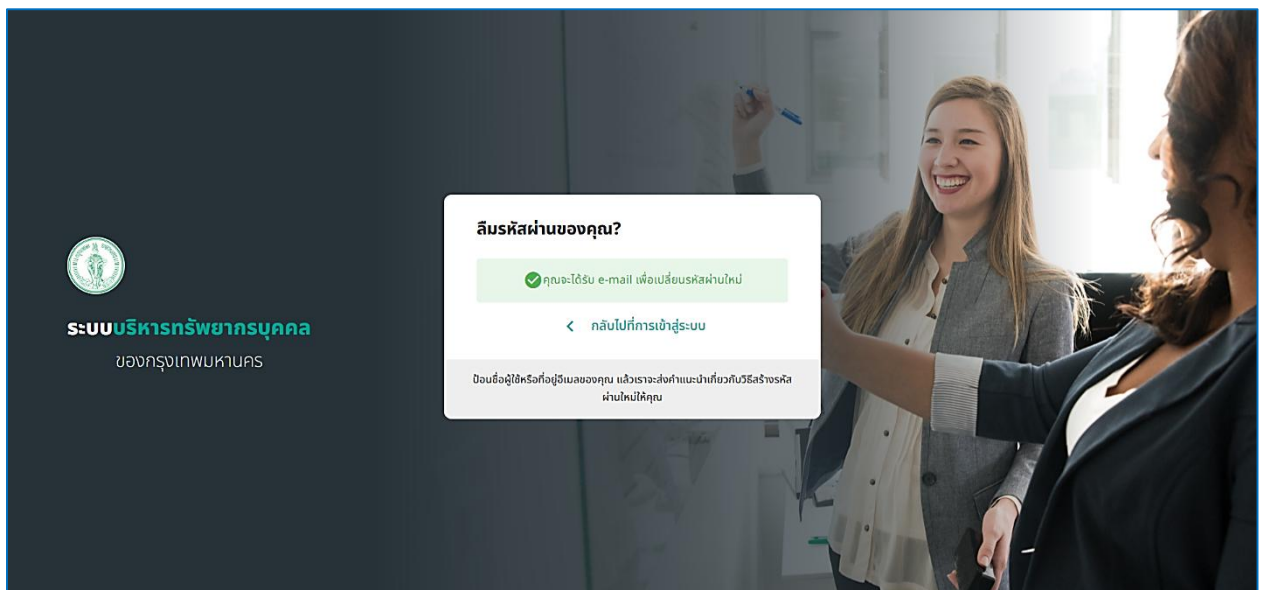 ระบบบริหารทรัพยากรบุคคล
ของกรุงเทพมหานคร
ลืมรหัสผ่านของคุณ?
คุณจะได้รับ e-mail เพื่อเปลี่ยนรหัสผ่านใหม่
กลับไปที่การเข้าสู่ระบบ
ป้อนชื่อผู้ใช้หรือที่อยู่อีเมลของคุณ แล้วเราจะส่งคำแนะนำเกี่ยวกับวิธีสร้างรหัส
ผ่านใหม่ให้คุณ